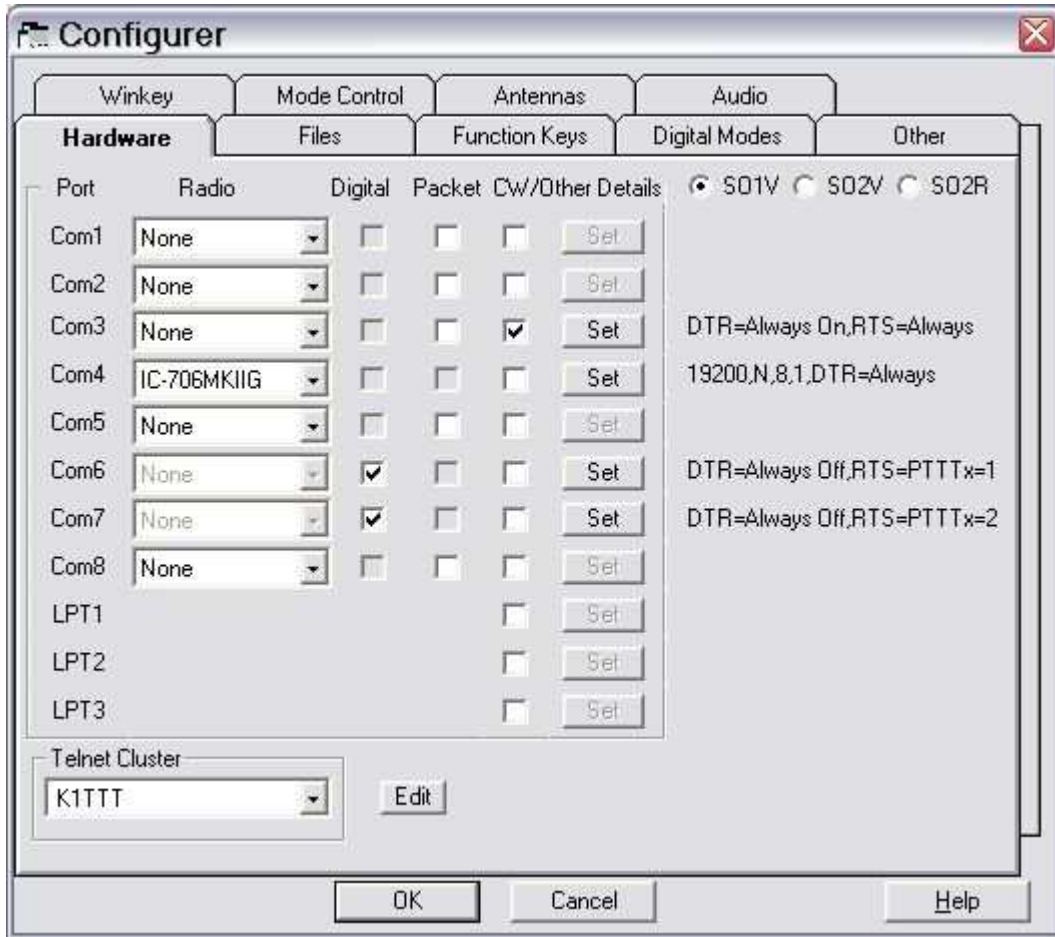 Configurer
Winkey Mode Control Antennas Audio
Hardware Files Function Keys Digital Modes Other
Port Radio Digital Packet CW/Other Details SO1V SO2V SO2R
Com1 None Set
Com2 None Set
Com3 None Set DTR=Always On,RTS=Always
Com4 IC-706MKIIG Set 19200,N,8,1,DTR=Always
Com5 None Set
Com6 None Set DTR=Always Off,RTS=PTTTx=1
Com7 None Set DTR=Always Off,RTS=PTTTx=2
Com8 None Set
LPT1 Set
LPT2 Set
LPT3 Set
Telnet Cluster
K1TTT Edit
OK Cancel Help